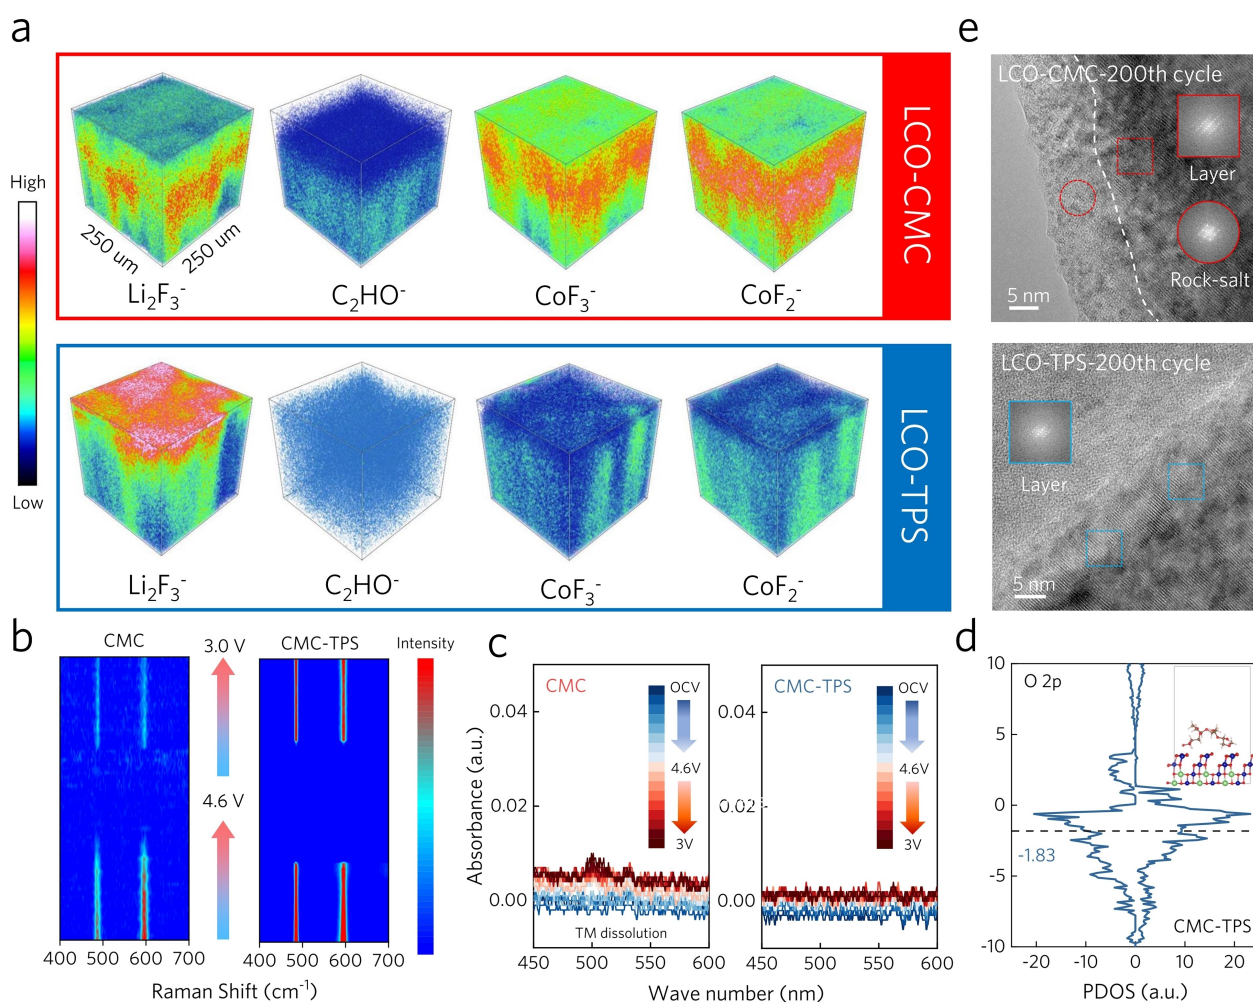 a
High
Low
250 um
250 um
Li₂F₃⁻
C₂HO⁻
CoF₃⁻
CoF₂⁻
LCO-CMC
Li₂F₃⁻
C₂HO⁻
CoF₃⁻
CoF₂⁻
LCO-TPS
e
LCO-CMC-200th cycle
Layer
Rock-salt
5 nm
LCO-TPS-200th cycle
Layer
5 nm
b
CMC
3.0 V
CMC-TPS
Intensity
4.6 V
400 500 600 700
400 500 600 700
Raman Shift (cm⁻¹)
c
CMC
OCV
4.6V
3V
0.04
0.02
0.00
Absorbance (a.u.)
TM dissolution
450 500 550 600
CMC-TPS
OCV
4.6V
3V
0.04
0.02
0.00
450 500 550 600
Wave number (nm)
d
O 2p
10
5
0
-5
-10
-1.83
CMC-TPS
-20 -10 0 10 20
PDOS (a.u.)